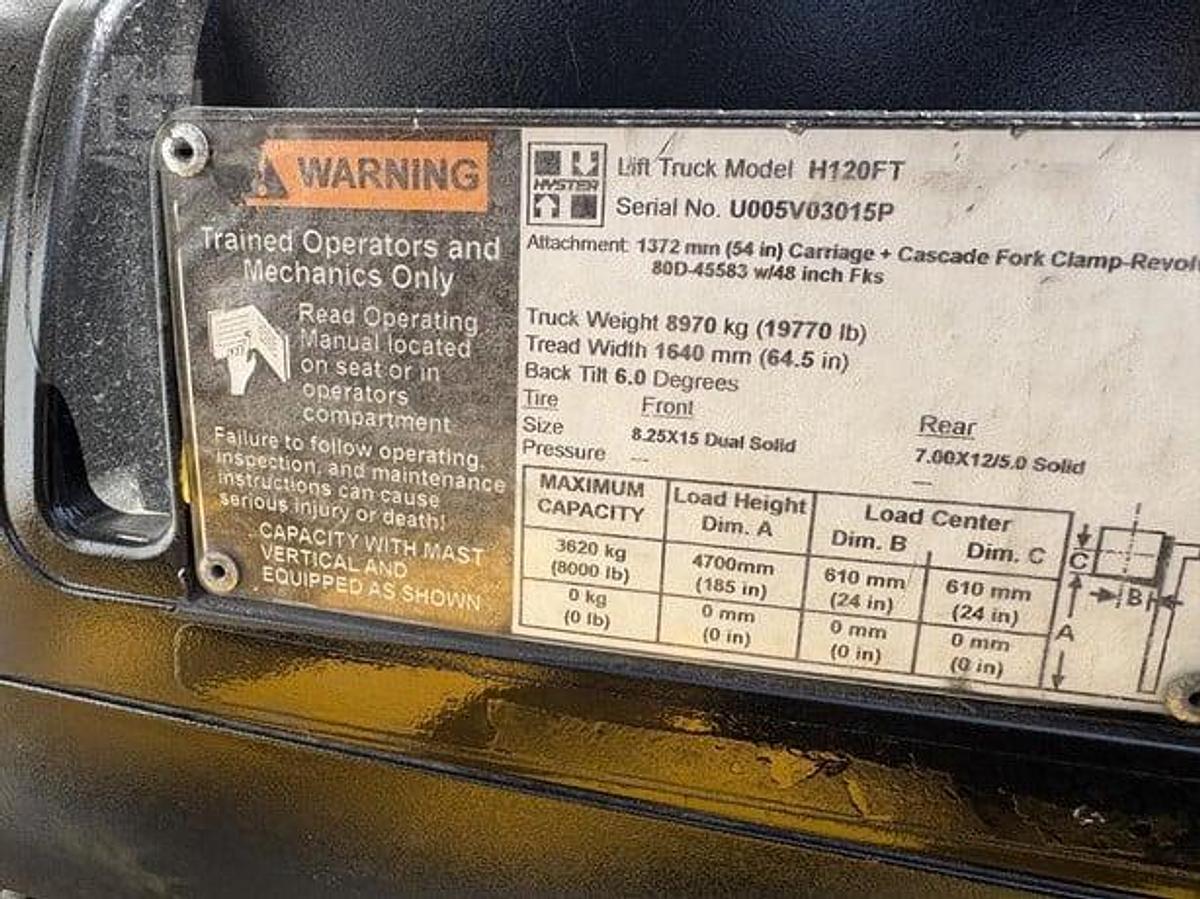 WARNING
Trained Operators and
Mechanics Only
Read Operating
Manual located
on seat or in
operators
compartment
Failure to follow operating,
inspection, and maintenance
instructions can cause
serious injury or death!
CAPACITY WITH MAST
VERTICAL AND
EQUIPPED AS SHOWN
HYSTER
Lift Truck Model H120FT
Serial No. U005V03015P
Attachment 1372 mm (54 in) Carriage + Cascade Fork Clamp-Revol
80D-45583 w/48 inch Fks
Truck Weight 8970 kg (19770 lb)
Tread Width 1640 mm (64.5 in)
Back Tilt 6.0 Degrees
Tire Front Rear
Size 8.25X15 Dual Solid 7.00X12/5.0 Solid
Pressure --- —
MAXIMUM CAPACITY Load Height Dim. A Load Center Dim. B Dim. C
3620 kg (8000 lb) 4700mm (185 in) 610 mm (24 in) 610 mm (24 in)
0 kg (0 lb) 0 mm (0 in) 0 mm (0 in) 0 mm (0 in)
C
B
A